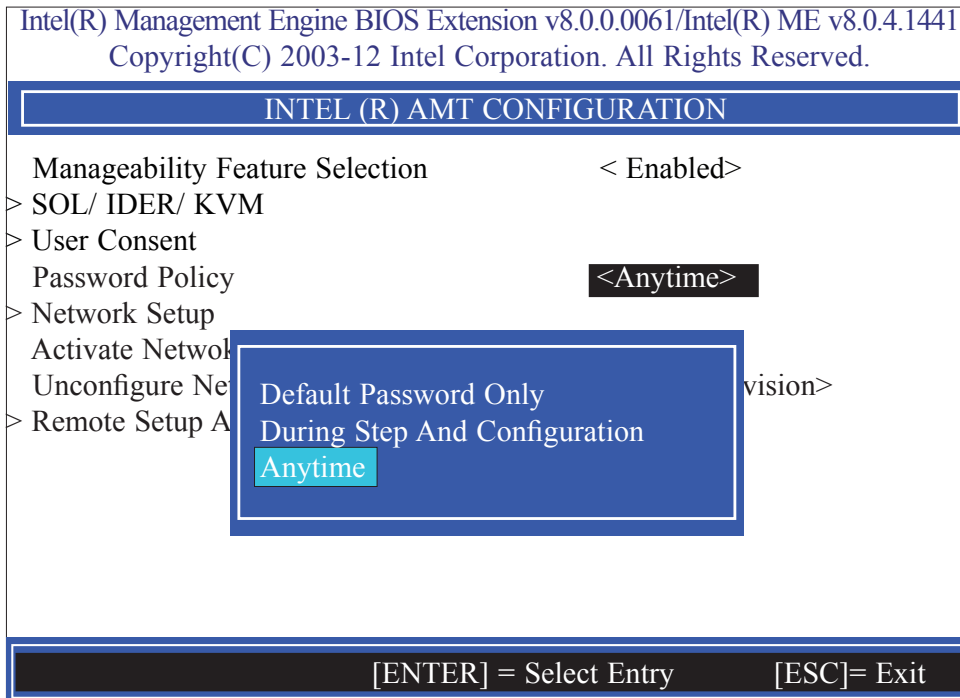 Intel(R) Management Engine BIOS Extension v8.0.0.0061/Intel(R) ME v8.0.4.1441
Copyright(C) 2003-12 Intel Corporation. All Rights Reserved.
INTEL (R) AMT CONFIGURATION
Manageability Feature Selection < Enabled>
> SOL/ IDER/ KVM
> User Consent
Password Policy <Anytime>
> Network Setup
Activate
Unconfigure vision>
> Remote Setup
Default Password Only
During Step And Configuration
Anytime
[ENTER] = Select Entry [ESC]= Exit